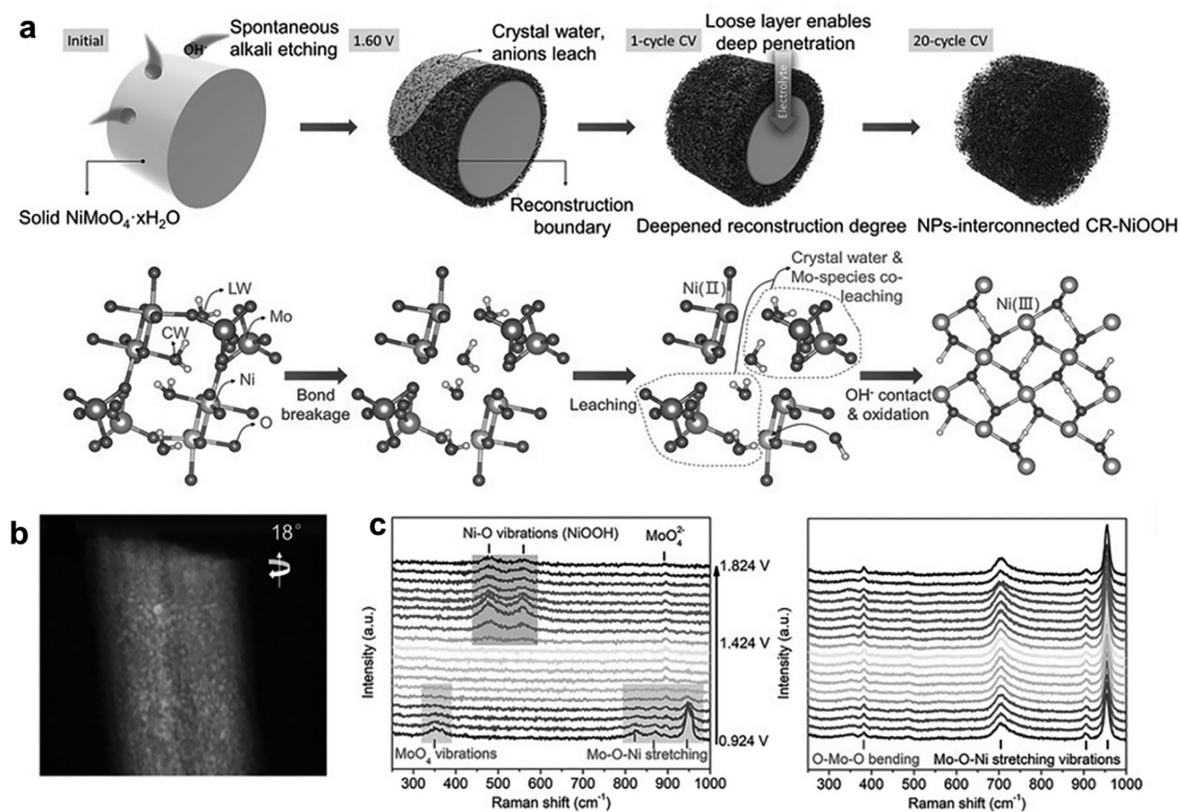 a
Initial
Spontaneous
alkali etching
OH⁻
1.60 V
Crystal water,
anions leach
1-cycle CV
Loose layer enables
deep penetration
Electrolyte
20-cycle CV
Solid NiMoO₄·xH₂O
Reconstruction
boundary
Deepened reconstruction degree
NPs-interconnected CR-NiOOH
LW
Mo
CW
Ni
O
Bond
breakage
Leaching
Ni(II)
Crystal water &
Mo-species co-
leaching
OH⁻ contact
& oxidation
Ni(III)
b
18°
c
Ni-O vibrations (NiOOH)
MoO₄²⁻
1.824 V
1.424 V
0.924 V
MoO₄ vibrations
Mo-O-Ni stretching
Intensity (a.u.)
300 400 500 600 700 800 900 1000
Raman shift (cm⁻¹)
Intensity (a.u.)
O-Mo-O bending
Mo-O-Ni stretching vibrations
300 400 500 600 700 800 900 1000
Raman shift (cm⁻¹)